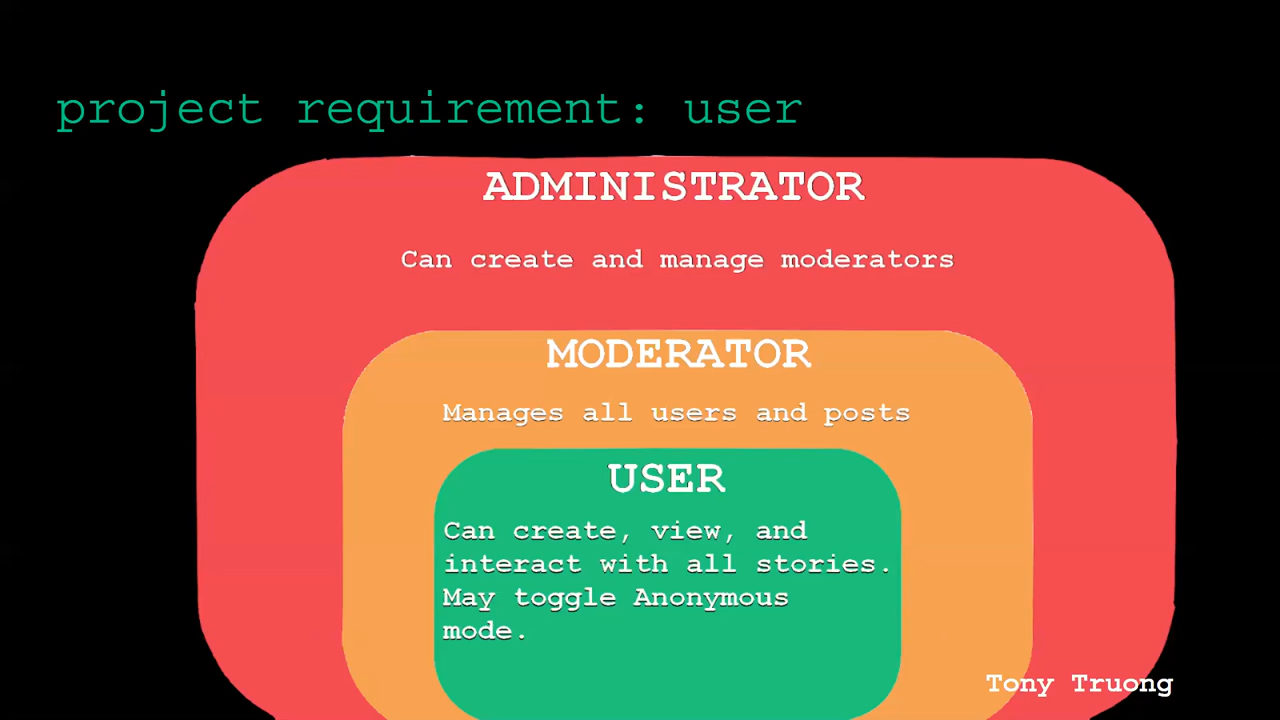 project requirement: user
ADMINISTRATOR
Can create and manage moderators
MODERATOR
Manages all users and posts
USER
Can create, view, and
interact with all stories.
May toggle Anonymous
mode.
Tony Truong